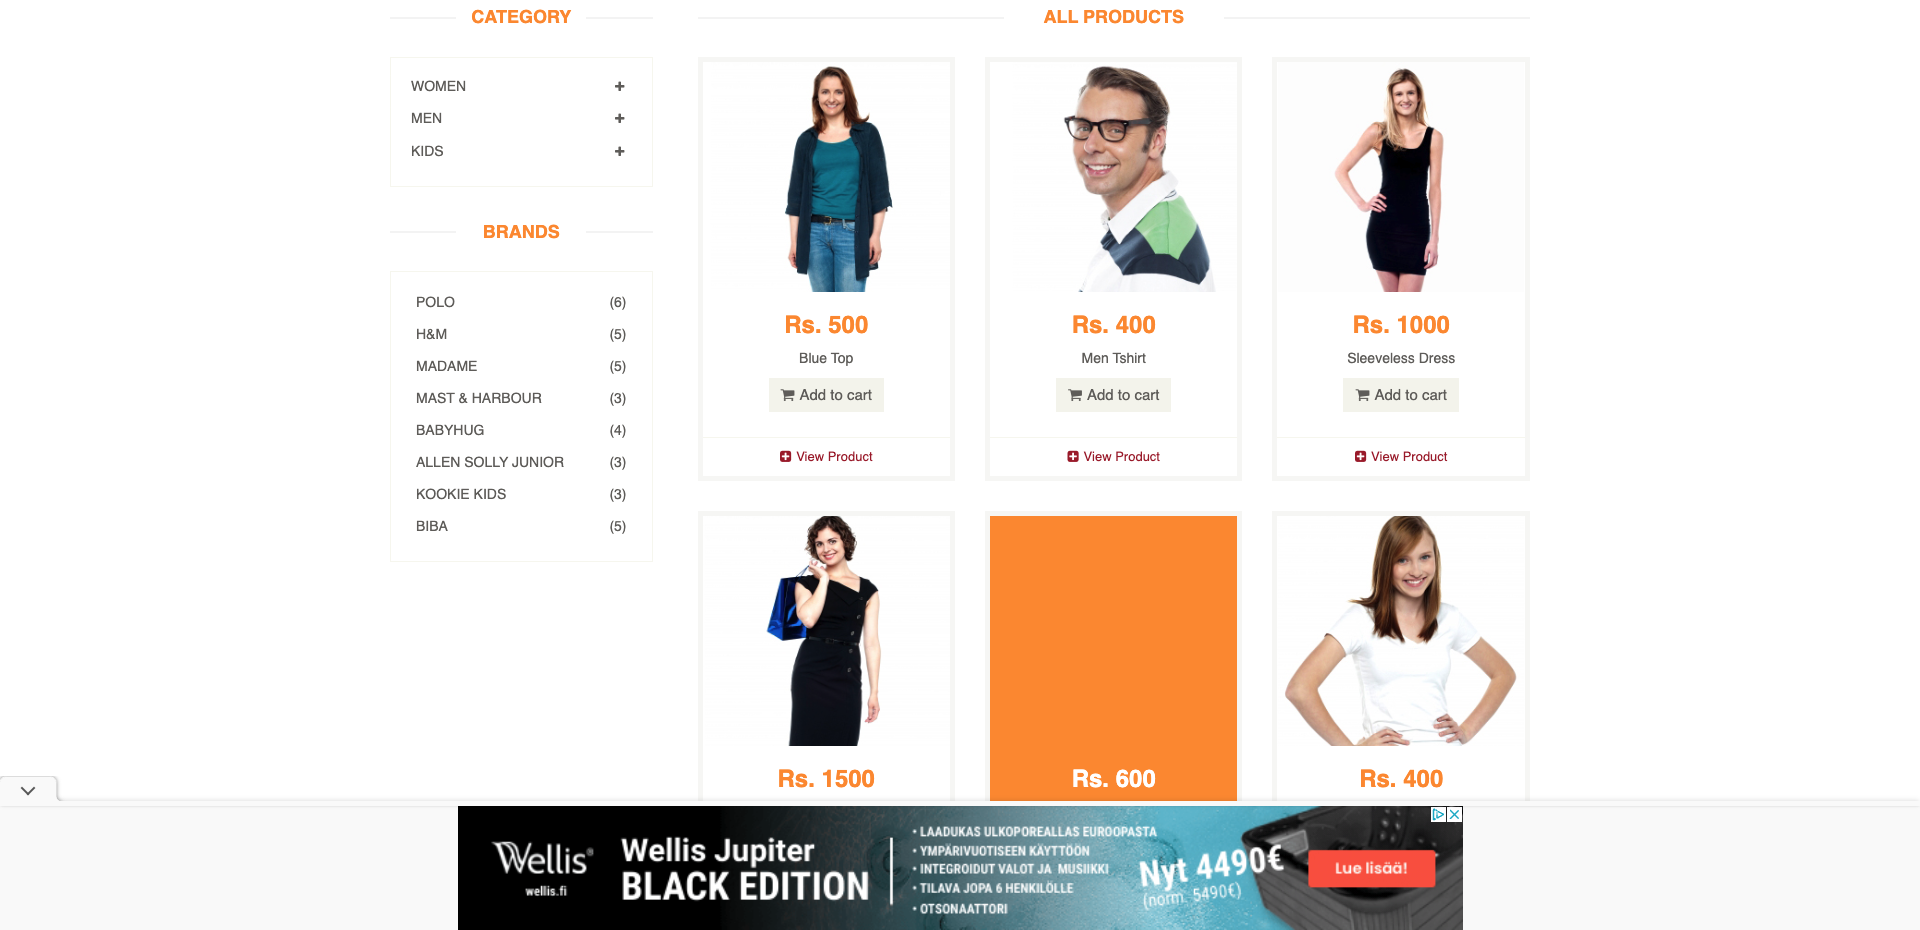 CATEGORY
WOMEN
MEN
KIDS
BRANDS
POLO (6)
H&M (5)
MADAME (5)
MAST & HARBOUR (3)
BABYHUG (4)
ALLEN SOLLY JUNIOR (3)
KOOKIE KIDS (3)
BIBA (5)
ALL PRODUCTS
Rs. 500
Blue Top
Add to cart
View Product
Rs. 400
Men Tshirt
Add to cart
View Product
Rs. 1000
Sleeveless Dress
Add to cart
View Product
Rs. 1500
Rs. 600
Rs. 400
Wellis®
wellis.fi
Wellis Jupiter
BLACK EDITION
• LAADUKAS ULKOPOREALLAS EUROOPASTA
• YMPÄRIVUOTISEEN KÄYTTÖÖN
• INTEGROIDUT VALOT JA MUSIIKKI
• TILAVA JOPA 6 HENKILÖLLE
• OTSONAATTORI
Nyt 4490€
(norm. 5490€)
Lue lisää!